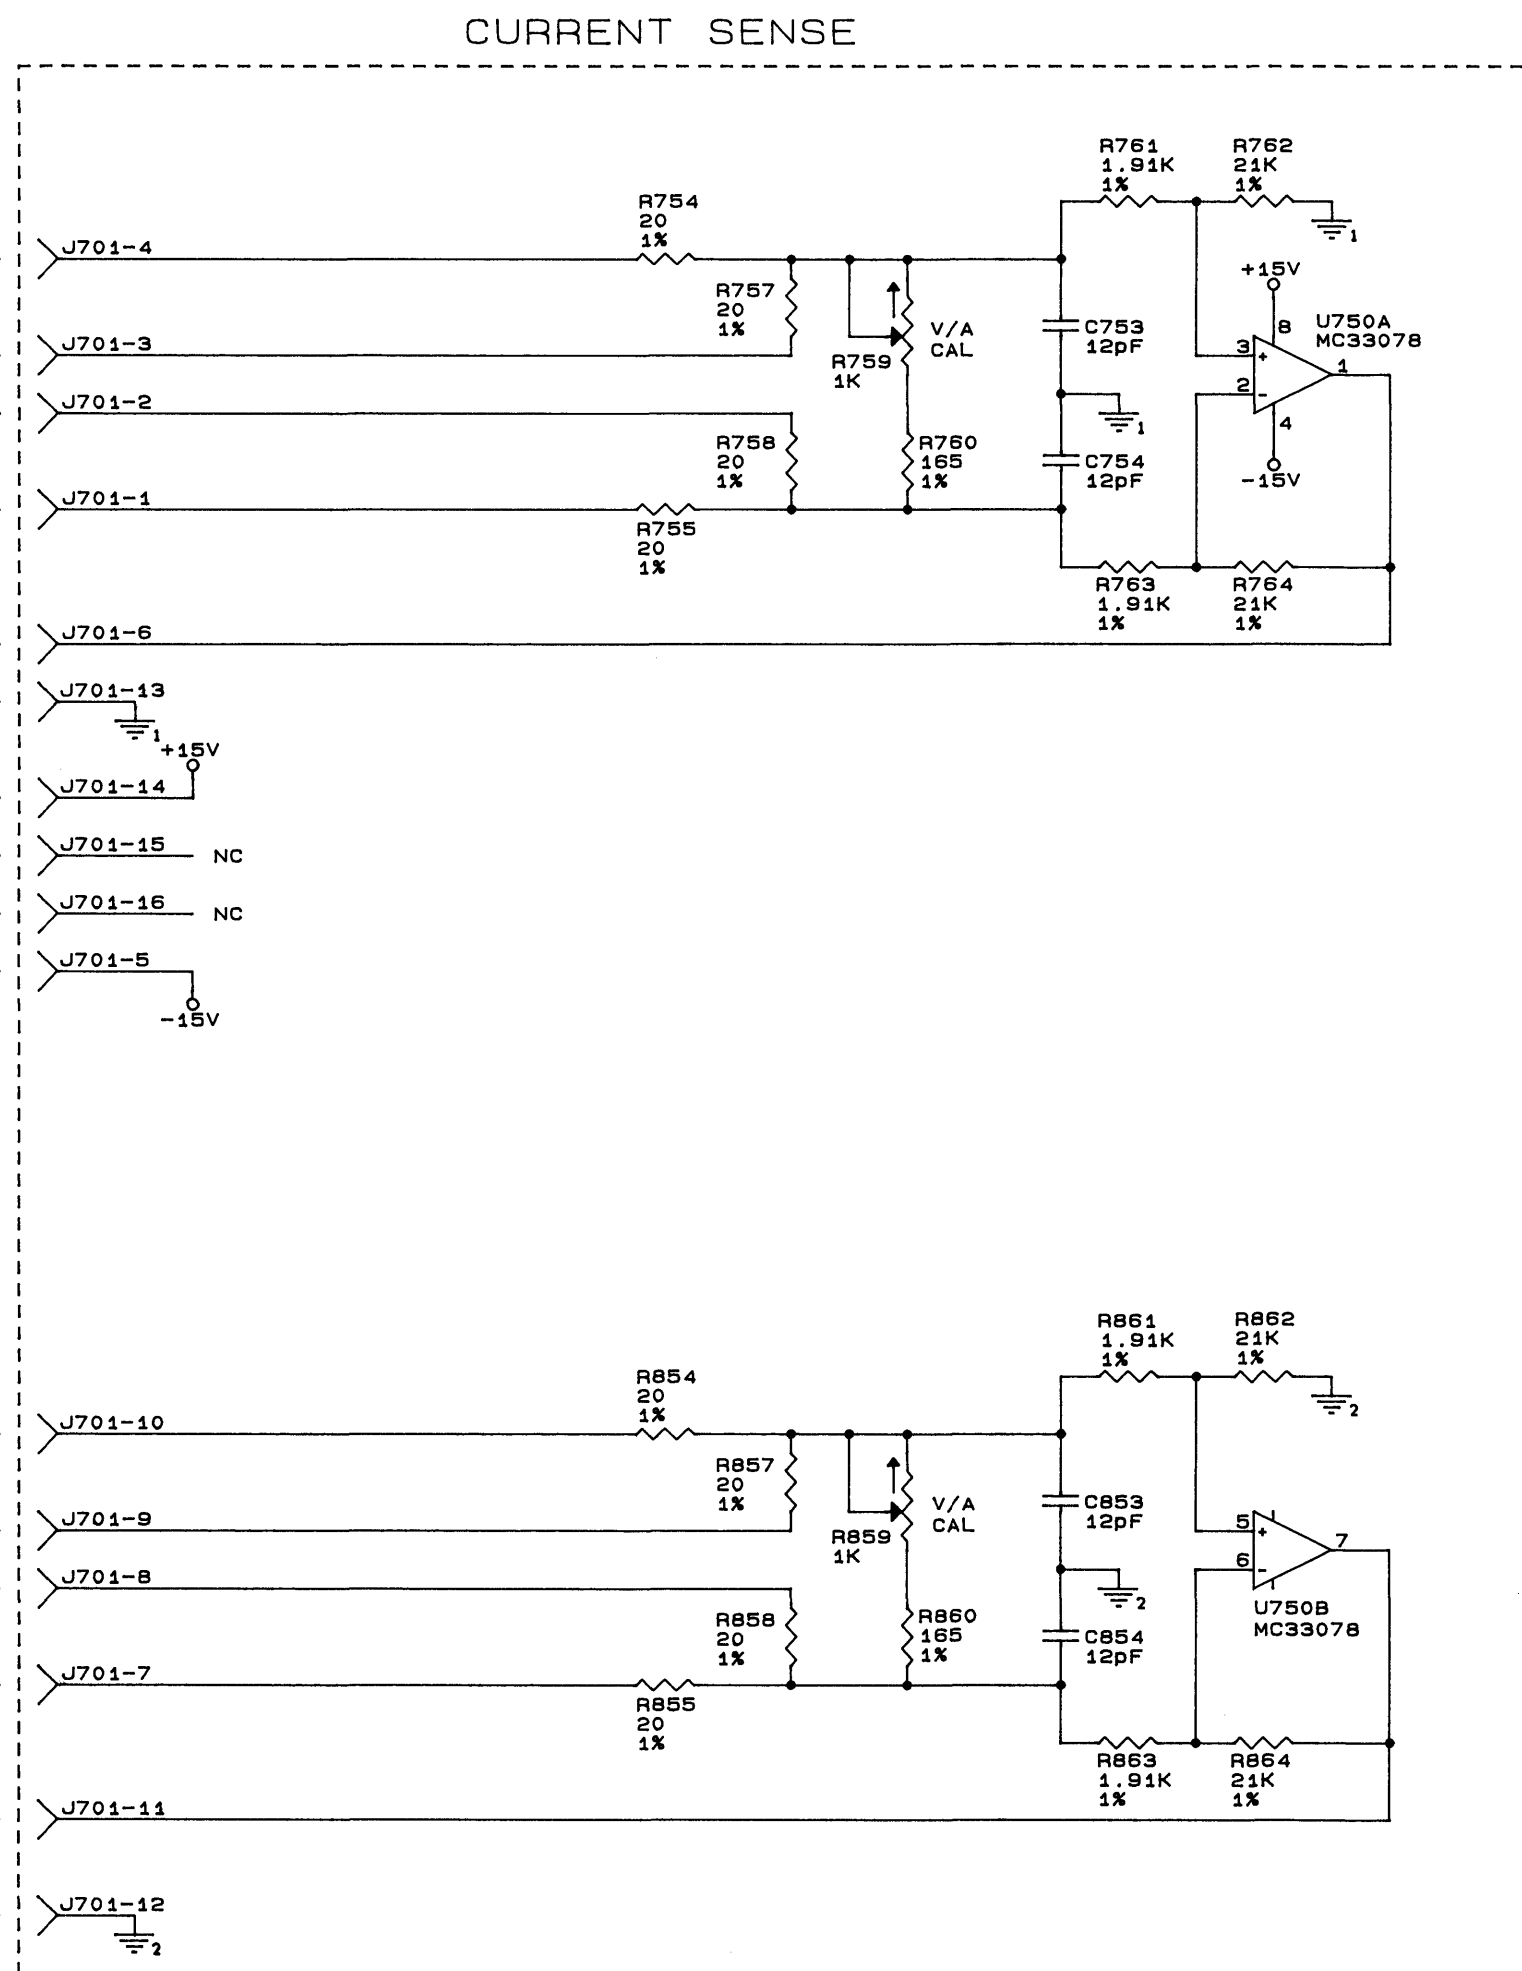 CURRENT SENSE
R761
1.91K
1%
R762
21K
1%
1
R754
20
1%
J701-4
R757
20
1%
J701-3
R759
1K
V/A
CAL
C753
12pF
1
+15V
8
U750A
MC33078
3
+
2
-
1
4
-15V
J701-2
R758
20
1%
R760
165
1%
C754
12pF
J701-1
R755
20
1%
R763
1.91K
1%
R764
21K
1%
J701-6
J701-13
1
+15V
J701-14
J701-15 NC
J701-16 NC
J701-5
-15V
R861
1.91K
1%
R862
21K
1%
2
R854
20
1%
J701-10
R857
20
1%
J701-9
R859
1K
V/A
CAL
C853
12pF
2
5
+
6
-
7
U750B
MC33078
J701-8
R858
20
1%
R860
165
1%
C854
12pF
J701-7
R855
20
1%
R863
1.91K
1%
R864
21K
1%
J701-11
J701-12
2